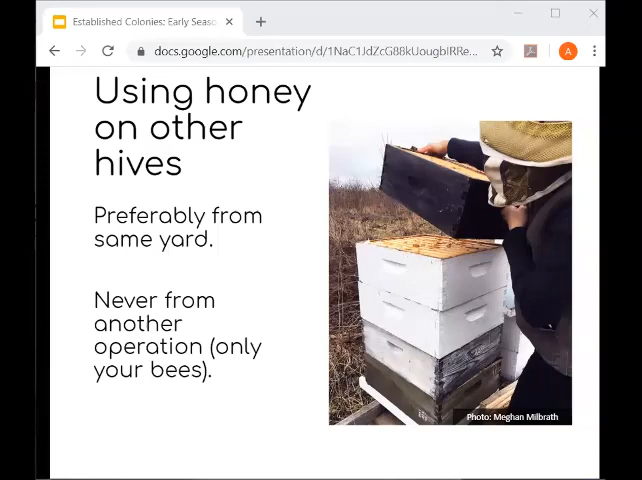 Established Colonies: Early Seaso
docs.google.com/presentation/d/1NaC1JdZcG88kUougbIRRe...
A
Using honey
on other
hives
Preferably from
same yard.
Never from
another
operation (only
your bees).
Photo: Meghan Milbrath